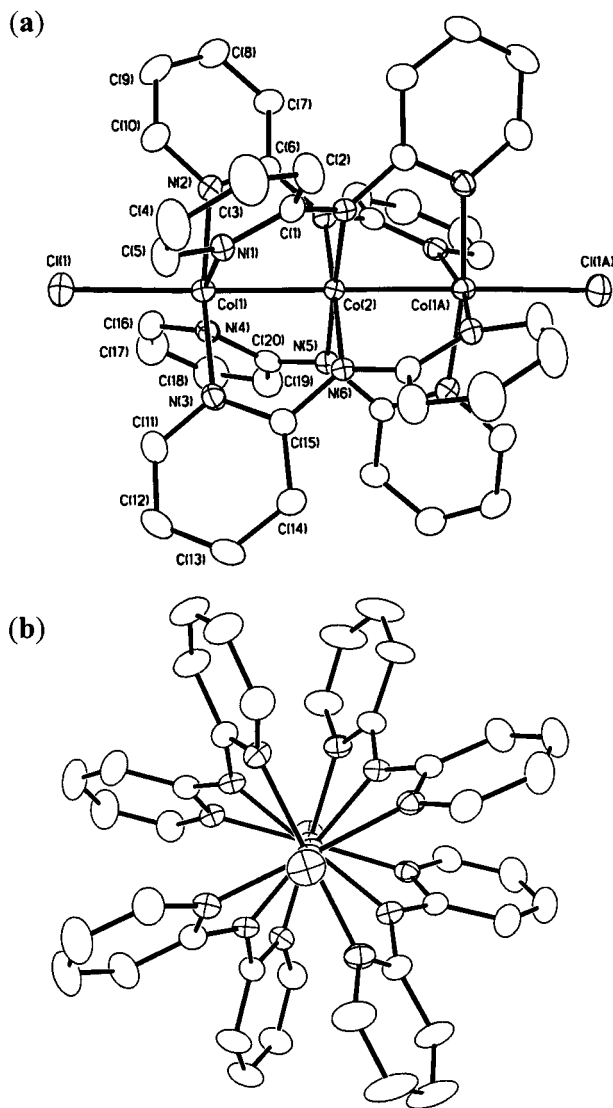 (a)
C(8)
C(9)
C(7)
C(10)
C(6)
C(2)
N(2)
C(4)
C(3)
C(1)
C(5)
N(1)
Cl(1)
Cl(1A)
Co(1)
Co(2)
Co(1A)
C(16)
N(4)
C(20)
N(5)
C(17)
C(18)
C(19)
N(6)
N(3)
C(11)
C(15)
C(12)
C(14)
C(13)
(b)